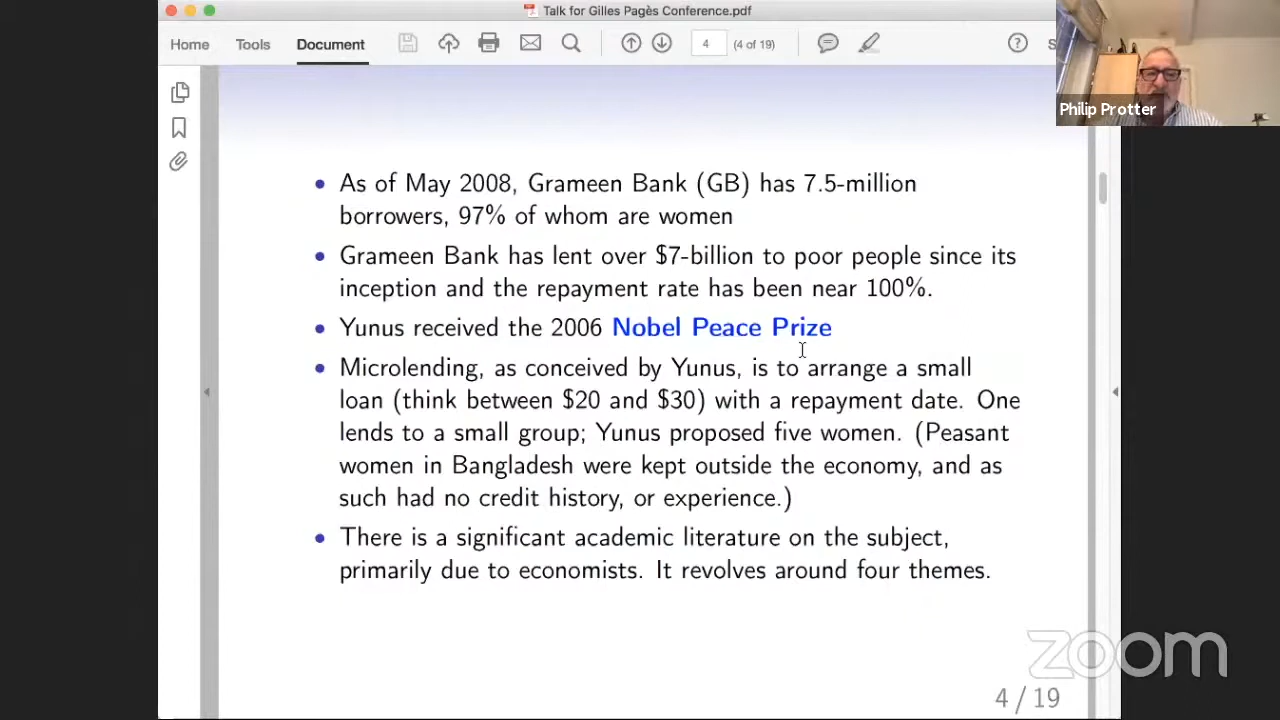 Talk for Gilles Pagès Conference.pdf
Home Tools Document 4 (4 of 19) S
Philip Protter
• As of May 2008, Grameen Bank (GB) has 7.5-million
borrowers, 97% of whom are women
• Grameen Bank has lent over $7-billion to poor people since its
inception and the repayment rate has been near 100%.
• Yunus received the 2006 Nobel Peace Prize
• Microlending, as conceived by Yunus, is to arrange a small
loan (think between $20 and $30) with a repayment date. One
lends to a small group; Yunus proposed five women. (Peasant
women in Bangladesh were kept outside the economy, and as
such had no credit history, or experience.)
• There is a significant academic literature on the subject,
primarily due to economists. It revolves around four themes.
zoom
4 / 19